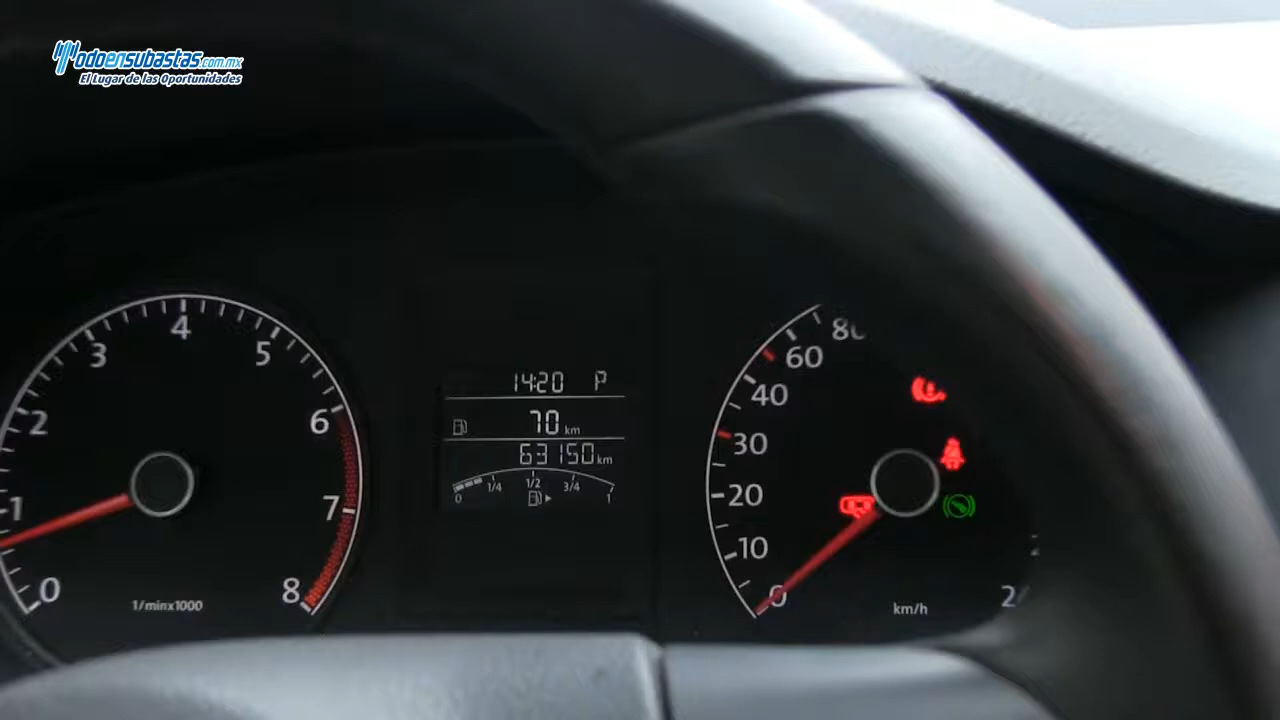 Modoensubastas.com.mx
El Lugar de las Oportunidades
0
1
2
3
4
5
6
7
8
1/minx1000
14:20 P
70 km
63150 km
0 1/4 1/2 3/4 1
0
10
20
30
40
60
80
km/h